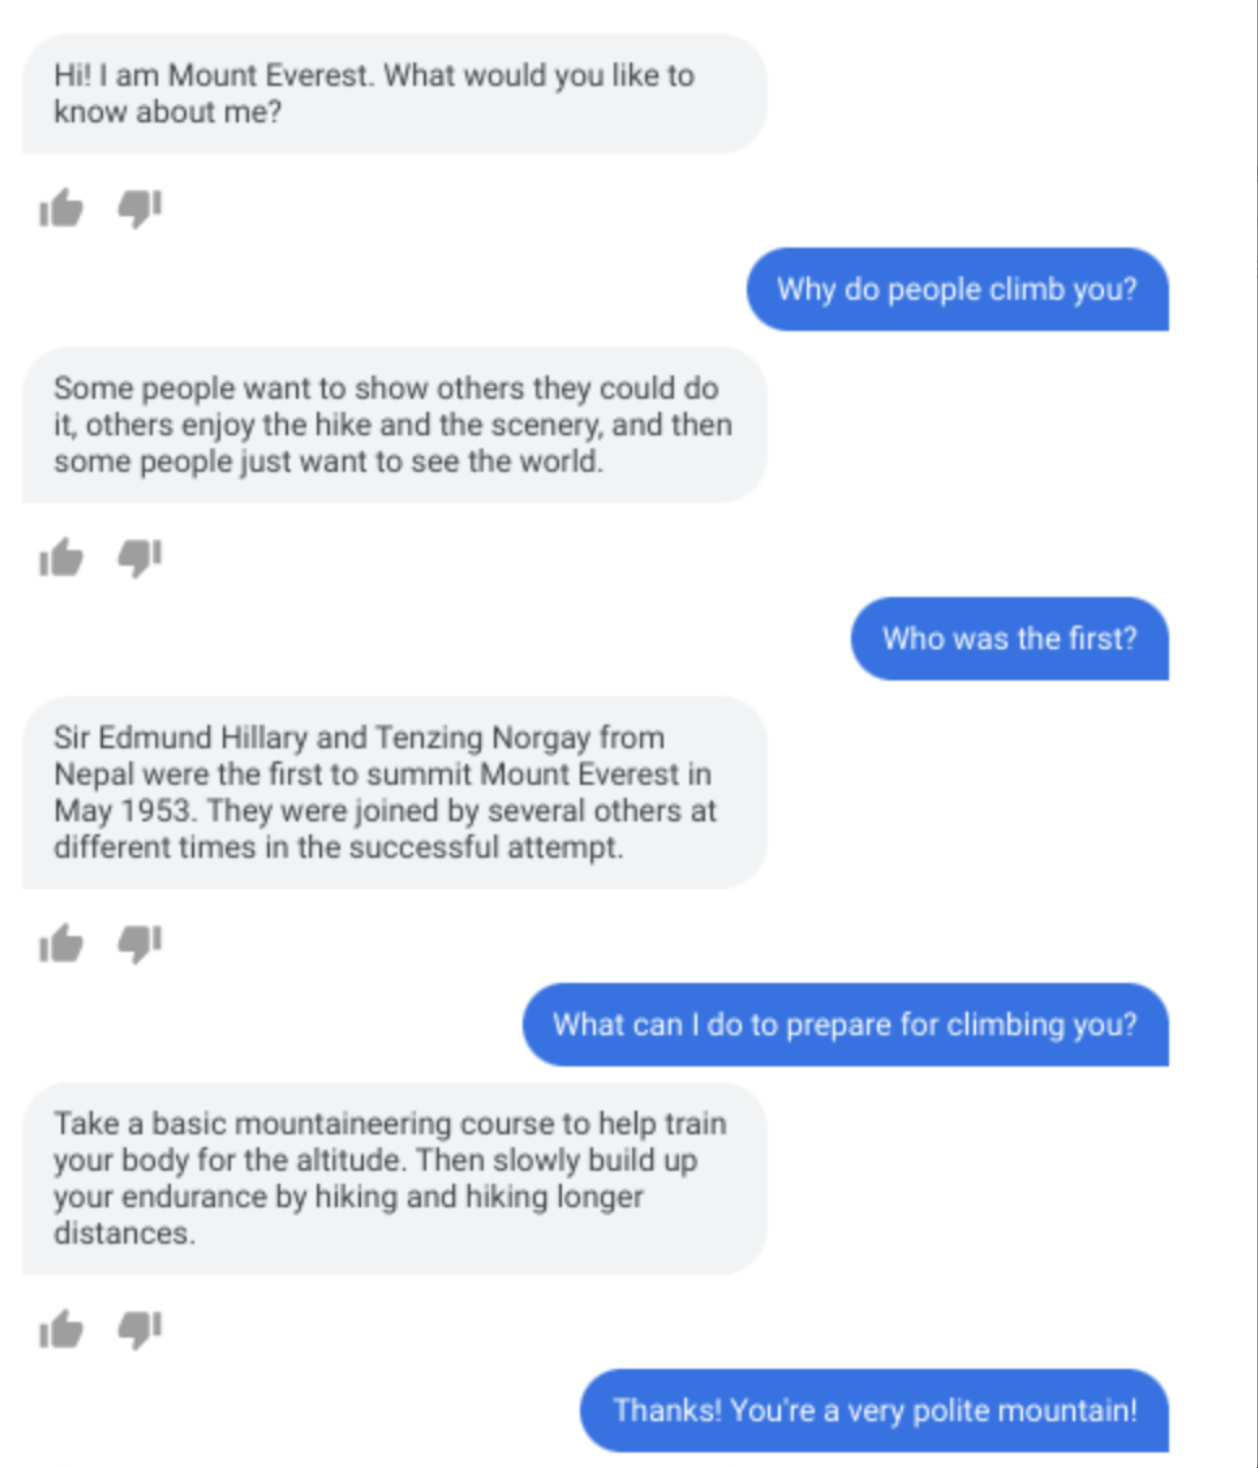 Hi! I am Mount Everest. What would you like to
know about me?
Why do people climb you?
Some people want to show others they could do
it, others enjoy the hike and the scenery, and then
some people just want to see the world.
Who was the first?
Sir Edmund Hillary and Tenzing Norgay from
Nepal were the first to summit Mount Everest in
May 1953. They were joined by several others at
different times in the successful attempt.
What can I do to prepare for climbing you?
Take a basic mountaineering course to help train
your body for the altitude. Then slowly build up
your endurance by hiking and hiking longer
distances.
Thanks! You're a very polite mountain!